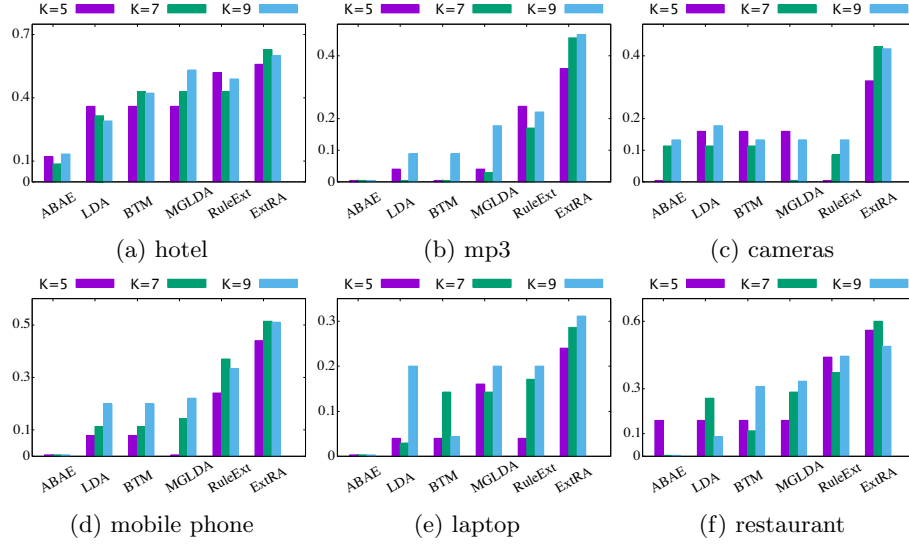 K=5 K=7 K=9
0.7
0.4
0.1
0
ABAE LDA BTM MGLDA RuleExt ExtRA
(a) hotel
K=5 K=7 K=9
0.4
0.2
0.1
0
ABAE LDA BTM MGLDA RuleExt ExtRA
(b) mp3
K=5 K=7 K=9
0.4
0.2
0.1
0
ABAE LDA BTM MGLDA RuleExt ExtRA
(c) cameras
K=5 K=7 K=9
0.5
0.2
0.1
0
ABAE LDA BTM MGLDA RuleExt ExtRA
(d) mobile phone
K=5 K=7 K=9
0.3
0.2
0.1
0
ABAE LDA BTM MGLDA RuleExt ExtRA
(e) laptop
K=5 K=7 K=9
0.6
0.3
0.1
0
ABAE LDA BTM MGLDA RuleExt ExtRA
(f) restaurant